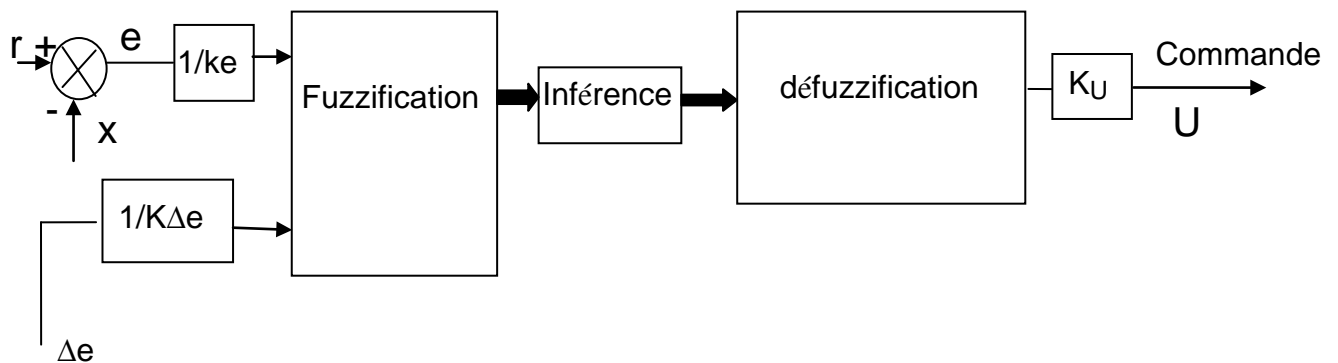 r +
e
1/ke
-
x
1/KΔe
Δe
Fuzzification
Inférence
défuzzification
KU
Commande
U